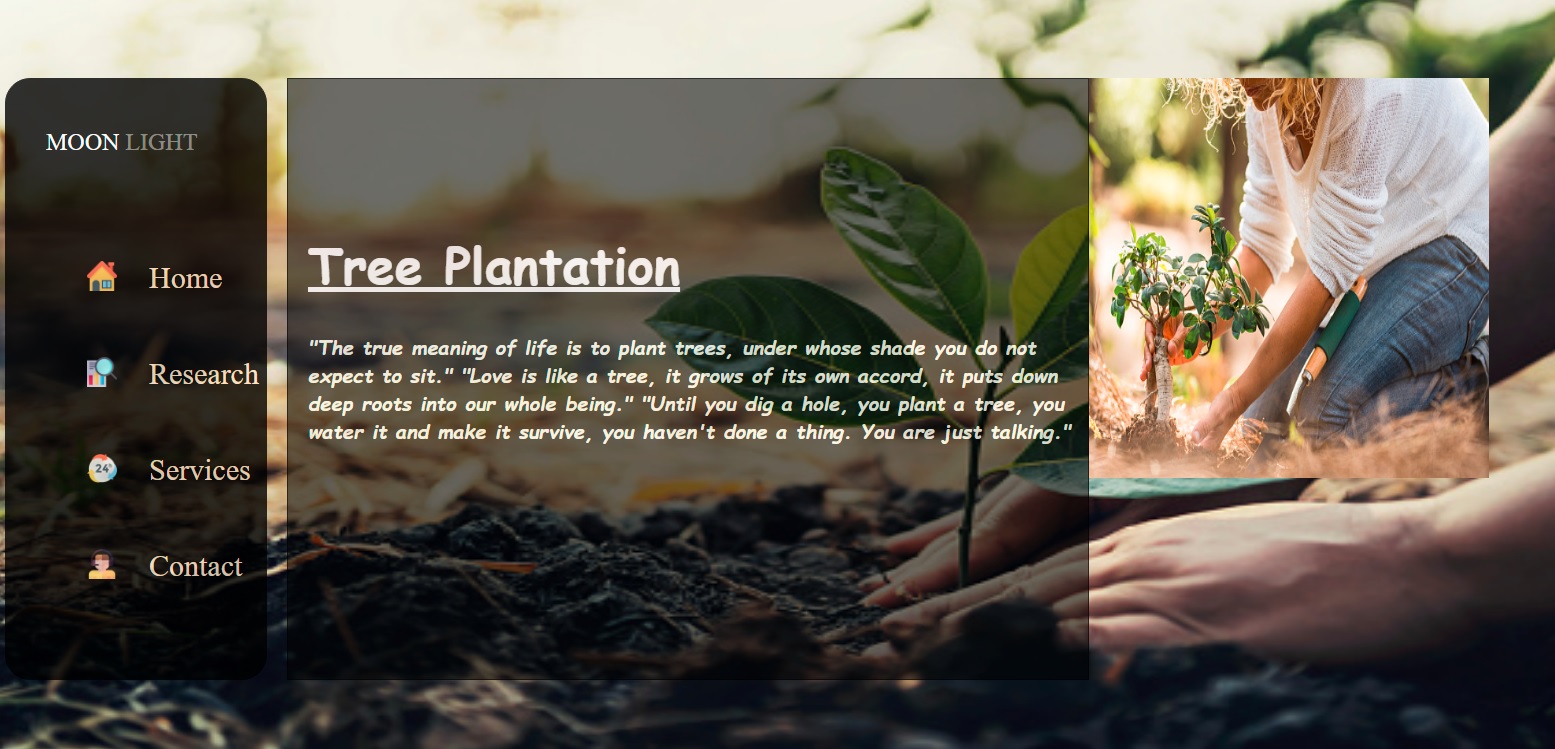 MOON LIGHT
Home
Research
Services
Contact
Tree Plantation
"The true meaning of life is to plant trees, under whose shade you do not
expect to sit." "Love is like a tree, it grows of its own accord, it puts down
deep roots into our whole being." "Until you dig a hole, you plant a tree, you
water it and make it survive, you haven't done a thing. You are just talking."
24